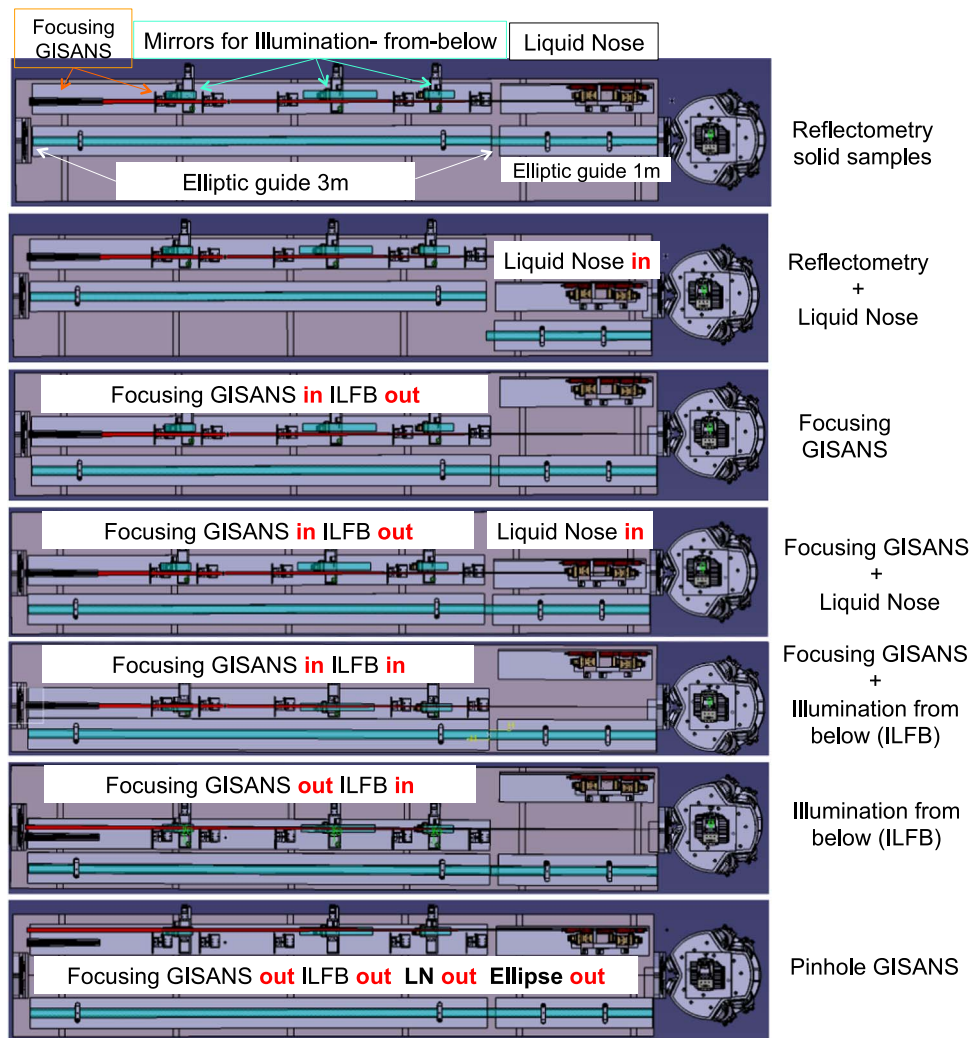 Focusing
GISANS
Mirrors for Illumination- from-below
Liquid Nose
Reflectometry
solid samples
Elliptic guide 3m
Elliptic guide 1m
Liquid Nose in
Reflectometry
+
Liquid Nose
Focusing GISANS in ILFB out
Focusing
GISANS
Focusing GISANS in ILFB out
Liquid Nose in
Focusing GISANS
+
Liquid Nose
Focusing GISANS in ILFB in
Focusing GISANS
+
Illumination from
below (ILFB)
Focusing GISANS out ILFB in
Illumination from
below (ILFB)
Focusing GISANS out ILFB out LN out Ellipse out
Pinhole GISANS